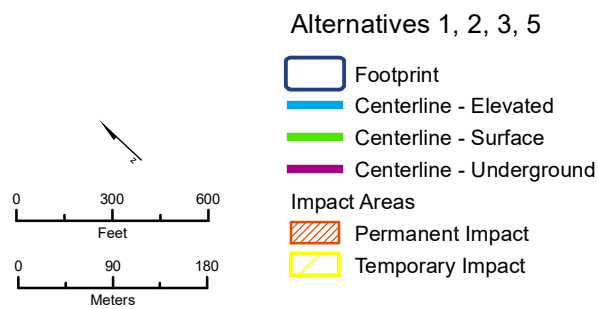 Alternatives 1, 2, 3, 5
Footprint
Centerline - Elevated
Centerline - Surface
Centerline - Underground
Impact Areas
Permanent Impact
Temporary Impact
z
0 300 600
Feet
0 90 180
Meters